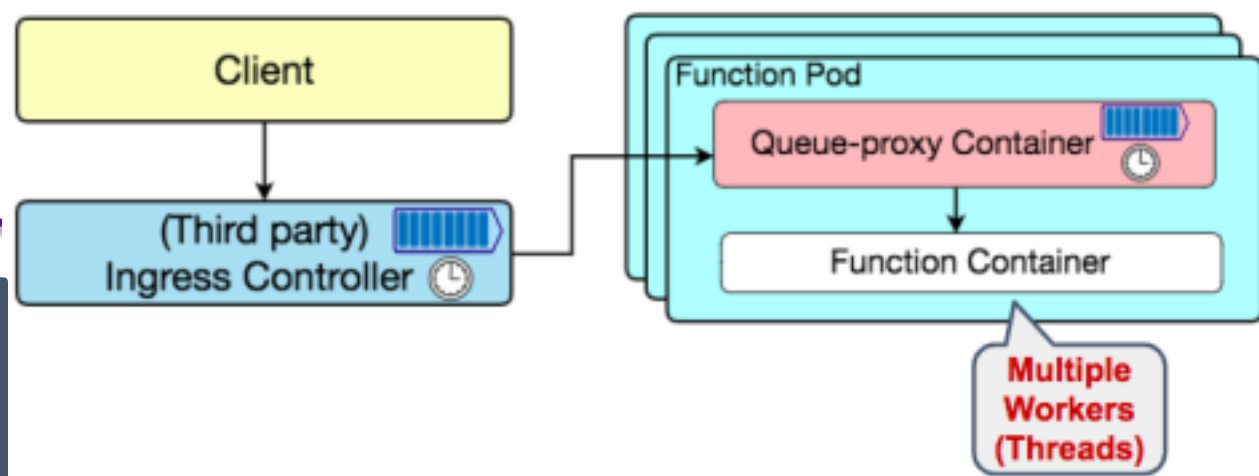 Client
(Third party)
Ingress Controller
Function Pod
Queue-proxy Container
Function Container
Multiple
Workers
(Threads)